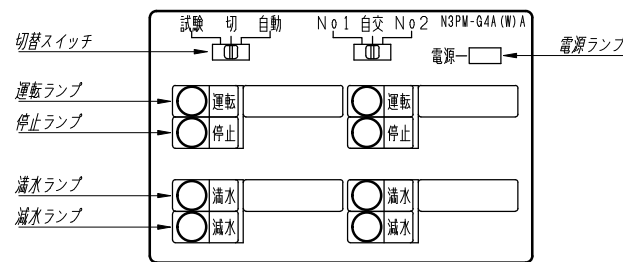 試験 切 自動 No1 自交 No2 N3PM-G4A(W)A
切替スイッチ
電源 電源ランプ
運転ランプ 運転 運転
停止ランプ 停止 停止
満水ランプ 満水 満水
減水ランプ 減水 減水